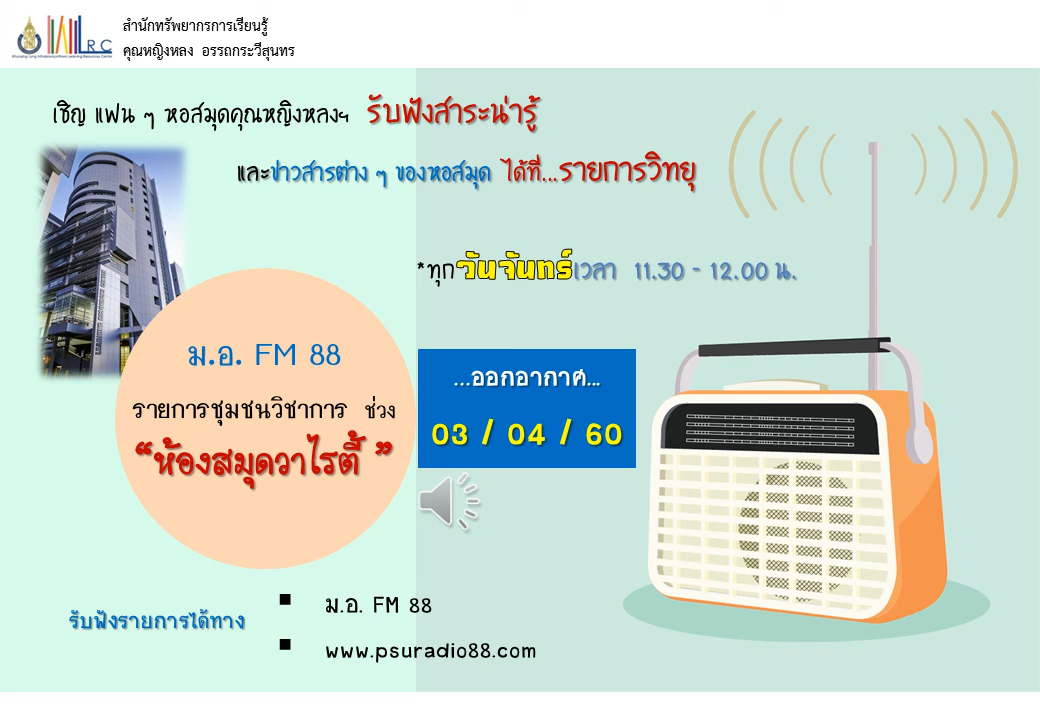 LRC
สำนักทรัพยากรการเรียนรู้
คุณหญิงหลง อรรถกระวีสุนทร
เชิญ แฟน ๆ หอสมุดคุณหญิงหลงฯ รับฟังสาระน่ารู้
และข่าวสารต่าง ๆ ของหอสมุด ได้ที่...รายการวิทยุ
*ทุกวันจันทร์เวลา 11.30 - 12.00 น.
ม.อ. FM 88
รายการชุมชนวิชาการ ช่วง
“ห้องสมุดวาไรตี้ ”
...ออกอากาศ...
03 / 04 / 60
รับฟังรายการได้ทาง
▪ ม.อ. FM 88
▪ www.psuradio88.com